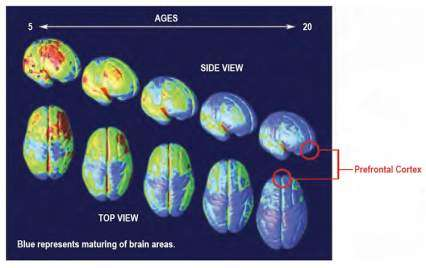 AGES
5 20
SIDE VIEW
Prefrontal Cortex
TOP VIEW
Blue represents maturing of brain areas.